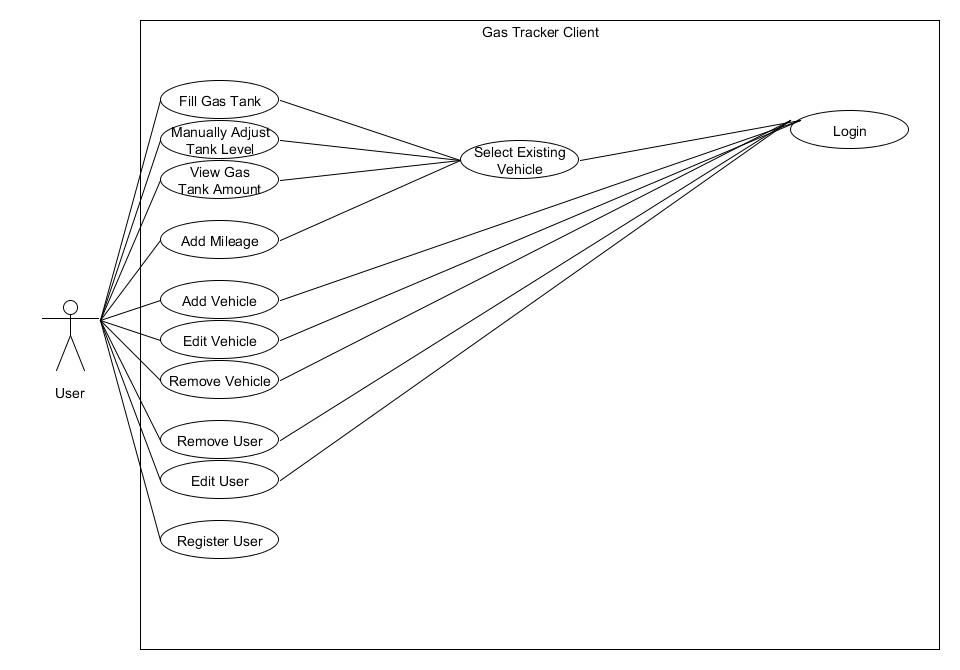 Gas Tracker Client
Fill Gas Tank
Manually Adjust
Tank Level
View Gas
Tank Amount
Select Existing
Vehicle
Login
Add Mileage
Add Vehicle
Edit Vehicle
Remove Vehicle
User
Remove User
Edit User
Register User